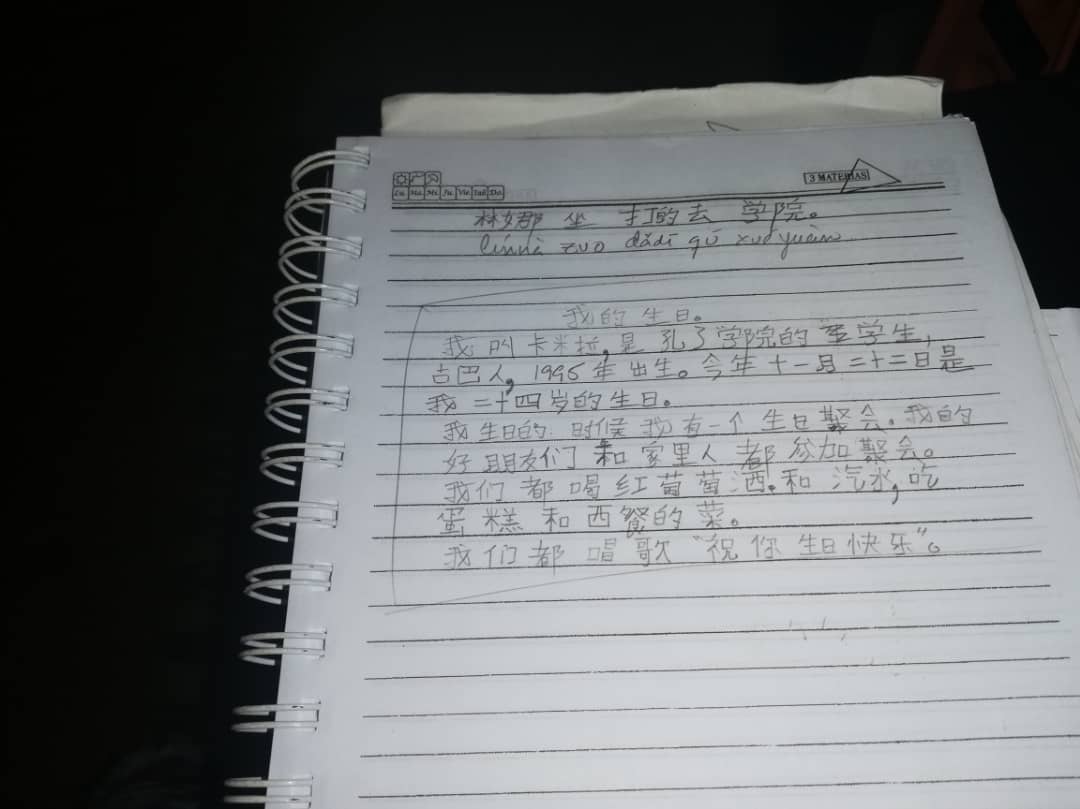 Lu Ma Mi Ju Vie Sab Do
3 MATERIAS
林娜 坐 打的去 学院。
línnà zuo dǎdí qú xuéyuàn
我的生日。
我叫卡米拉,是孔子学院的学生,
古巴人,1995年出生。今年十一月二十二日是
我二十四岁的生日。
我生日的时候我有一个生日聚会。我的
好朋友们和家里人都参加聚会。
我们都喝红葡萄酒和汽水,吃
蛋糕和西餐的菜。
我们都唱歌“祝你生日快乐”。